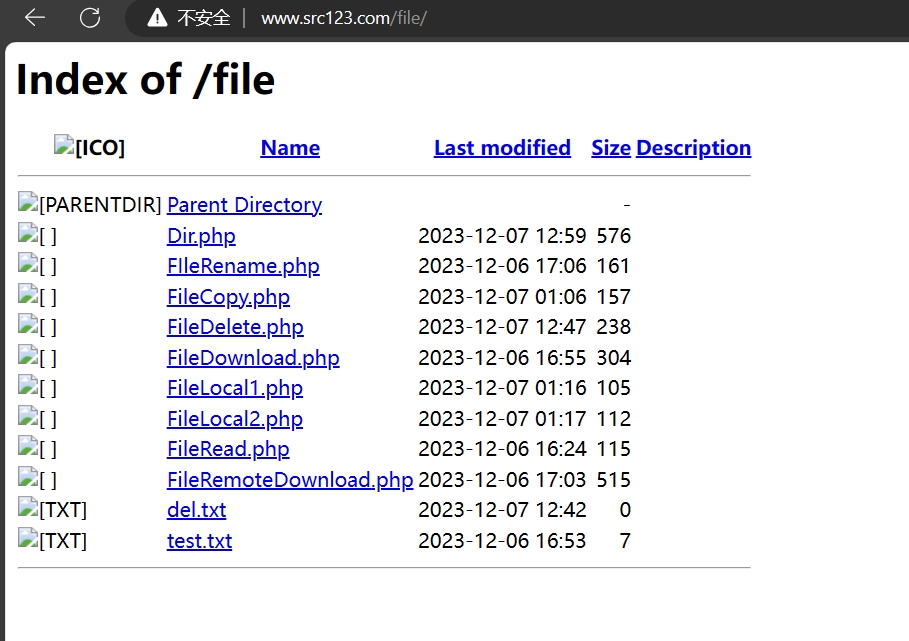 不安全 | www.src123.com/file/
Index of /file
[ICO] Name Last modified Size Description
[PARENTDIR] Parent Directory -
[ ] Dir.php 2023-12-07 12:59 576
[ ] FIleRename.php 2023-12-06 17:06 161
[ ] FileCopy.php 2023-12-07 01:06 157
[ ] FileDelete.php 2023-12-07 12:47 238
[ ] FileDownload.php 2023-12-06 16:55 304
[ ] FileLocal1.php 2023-12-07 01:16 105
[ ] FileLocal2.php 2023-12-07 01:17 112
[ ] FileRead.php 2023-12-06 16:24 115
[ ] FileRemoteDownload.php 2023-12-06 17:03 515
[TXT] del.txt 2023-12-07 12:42 0
[TXT] test.txt 2023-12-06 16:53 7